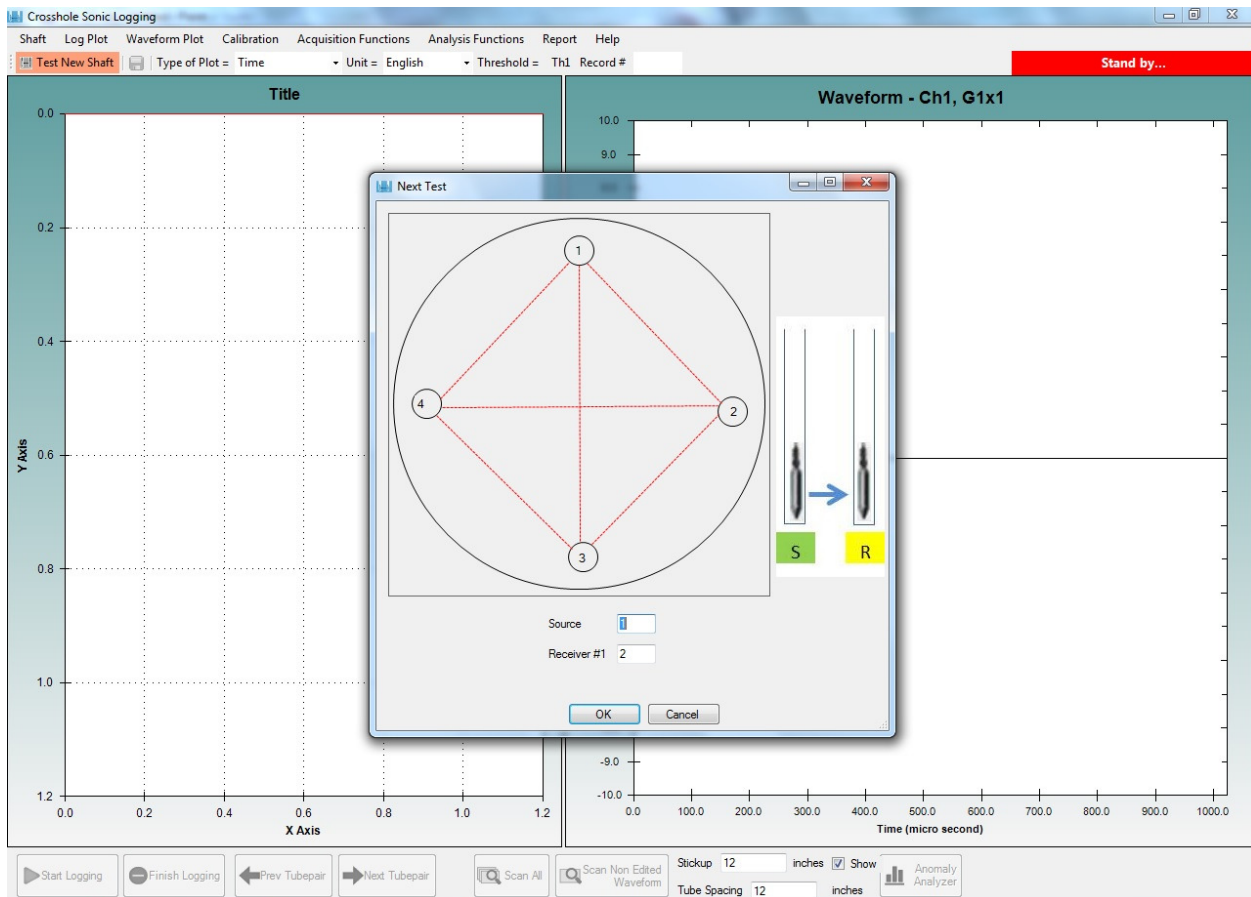 Crosshole Sonic Logging
Shaft Log Plot Waveform Plot Calibration Acquisition Functions Analysis Functions Report Help
Test New Shaft Type of Plot = Time Unit = English Threshold = Th1 Record # Stand by...
Title
0.0
0.2
0.4
0.6
0.8
1.0
1.2
Y Axis
0.0 0.2 0.4 0.6 0.8 1.0 1.2
X Axis
Waveform - Ch1, G1x1
10.0
9.0
-9.0
-10.0
0.0 100.0 200.0 300.0 400.0 500.0 600.0 700.0 800.0 900.0 1000.0
Time (micro second)
Next Test
1
4
2
3
S R
Source 1
Receiver #1 2
OK Cancel
Start Logging Finish Logging Prev Tubepair Next Tubepair Scan All Scan Non Edited
Waveform
Stickup 12 inches Show
Tube Spacing 12 inches
Anomaly
Analyzer